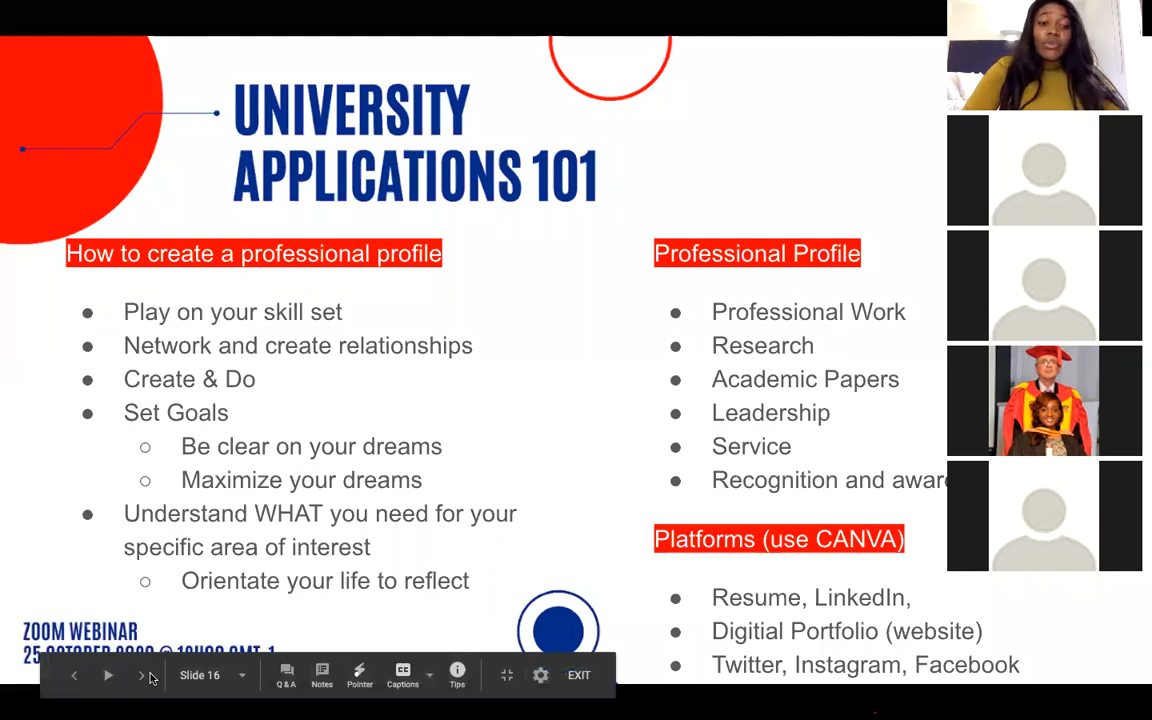 UNIVERSITY
APPLICATIONS 101
How to create a professional profile
Play on your skill set
Network and create relationships
Create & Do
Set Goals
Be clear on your dreams
Maximize your dreams
Understand WHAT you need for your
specific area of interest
Orientate your life to reflect
Professional Profile
Professional Work
Research
Academic Papers
Leadership
Service
Recognition and
Platforms (use CANVA)
Resume, LinkedIn,
Digitial Portfolio (website)
Twitter, Instagram, Facebook
ZOOM WEBINAR
25 OCTOBER
Slide 16
Q & A
Notes
Pointer
Captions
Tips
EXIT